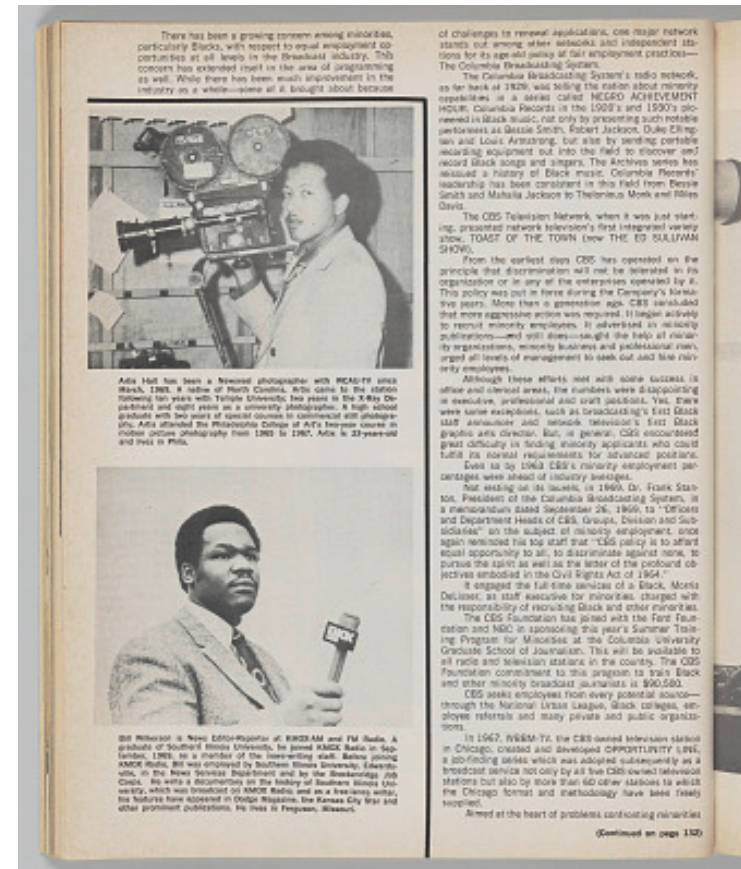 There has been a growing concern among minorities,
particularly Blacks, with respect to equal employment op-
portunities at all levels in the Broadcast industry. This
concern has extended itself in the area of programming
as well. While there has been much improvement in the
industry as a whole—some of it brought about because
Artis Hall has been a Newsreel photographer with WCAU-TV since
March, 1969. A native of North Carolina, Artis came to the station
following ten years with Temple University, two years in the X-Ray De-
partment and eight years as a university photographer. A high school
graduate with two years of special courses in commercial still photogra-
phy, Artis attended the Philadelphia College of Art's two-year course in
motion picture photography from 1965 to 1967. Artis is 33-years-old
and lives in Phila.
KMOX
Bill Wilkerson is News Editor-Reporter at KMOX-AM and FM Radio. A
graduate of Southern Illinois University, he joined KMOX Radio in Sep-
tember, 1969, as a member of the news-writing staff. Before joining
KMOX Radio, Bill was employed by Southern Illinois University, Edwards-
ville, in the News Services Department and by the Breckenridge Job
Corps. He wrote a documentary on the history of Southern Illinois Uni-
versity, which was broadcast on KMOX Radio and as a free-lance writer,
his features have appeared in Dodge Magazine, the Kansas City Star and
other prominent publications. He lives in Ferguson, Missouri.
of challenges to renewal applications, one major network
stands out among other networks and independent sta-
tions for its age-old policy of fair employment practices—
The Columbia Broadcasting System.
The Columbia Broadcasting System's radio network,
as far back at 1929, was telling the nation about minority
capabilities in a series called NEGRO ACHIEVEMENT
HOUR. Columbia Records in the 1920's and 1930's pio-
neered in Black music, not only by presenting such notable
performers as Bessie Smith, Robert Jackson, Duke Elling-
ton and Louis Armstrong, but also by sending portable
recording equipment out into the field to discover and
record Black songs and singers. The Archives series has
reissued a history of Black music. Columbia Records'
leadership has been consistent in this field from Bessie
Smith and Mahalia Jackson to Thelonious Monk and Miles
Davis.
The CBS Television Network, when it was just start-
ing, presented network television's first integrated variety
show, TOAST OF THE TOWN (now THE ED SULLIVAN
SHOW).
From the earliest days CBS has operated on the
principle that discrimination will not be tolerated in its
organization or in any of the enterprises operated by it.
This policy was put in force during the Company's forma-
tive years. More than a generation ago, CBS concluded
that more aggressive action was required. It began actively
to recruit minority employees. It advertised in minority
publications—and still does—sought the help of minor-
ity organizations, minority business and professional men,
urged all levels of management to seek out and hire min-
ority employees.
Although these efforts met with some success in
office and clerical areas, the numbers were disappointing
in executive, professional and craft positions. Yes, there
were some exceptions, such as broadcasting's first Black
staff announcer and network television's first Black
graphic arts director. But, in general, CBS encountered
great difficulty in finding minority applicants who could
fulfill its normal requirements for advanced positions.
Even so by 1963 CBS's minority employment per-
centages were ahead of industry averages.
Not resting on its laurels, in 1969, Dr. Frank Stan-
ton, President of the Columbia Broadcasting System, in
a memorandum dated September 26, 1969, to "Officers
and Department Heads of CBS, Groups, Division and Sub-
sidiaries" on the subject of minority employment, once
again reminded his top staff that "CBS policy is to afford
equal opportunity to all, to discriminate against none, to
pursue the spirit as well as the letter of the profound ob-
jectives embodied in the Civil Rights Act of 1964."
It engaged the full-time services of a Black, Morris
DeLisser, as staff executive for minorities, charged with
the responsibility of recruiting Black and other minorities.
The CBS Foundation has joined with the Ford Foun-
dation and NBC in sponsoring this year's Summer Train-
ing Program for Minorities at the Columbia University
Graduate School of Journalism. This will be available to
all radio and television stations in the country. The CBS
Foundation commitment to this program to train Black
and other minority broadcast journalists is $90,500.
CBS seeks employees from every potential source—
through the National Urban League, Black colleges, em-
ployee referrals and many private and public organiza-
tions.
In 1967, WBBM-TV, the CBS owned television station
in Chicago, created and developed OPPORTUNITY LINE,
a job-finding series which was adopted subsequently as a
broadcast service not only by all five CBS owned television
stations but also by more than 60 other stations to which
the Chicago format and methodology have been freely
supplied.
Aimed at the heart of problems confronting minorities
(Continued on page 132)